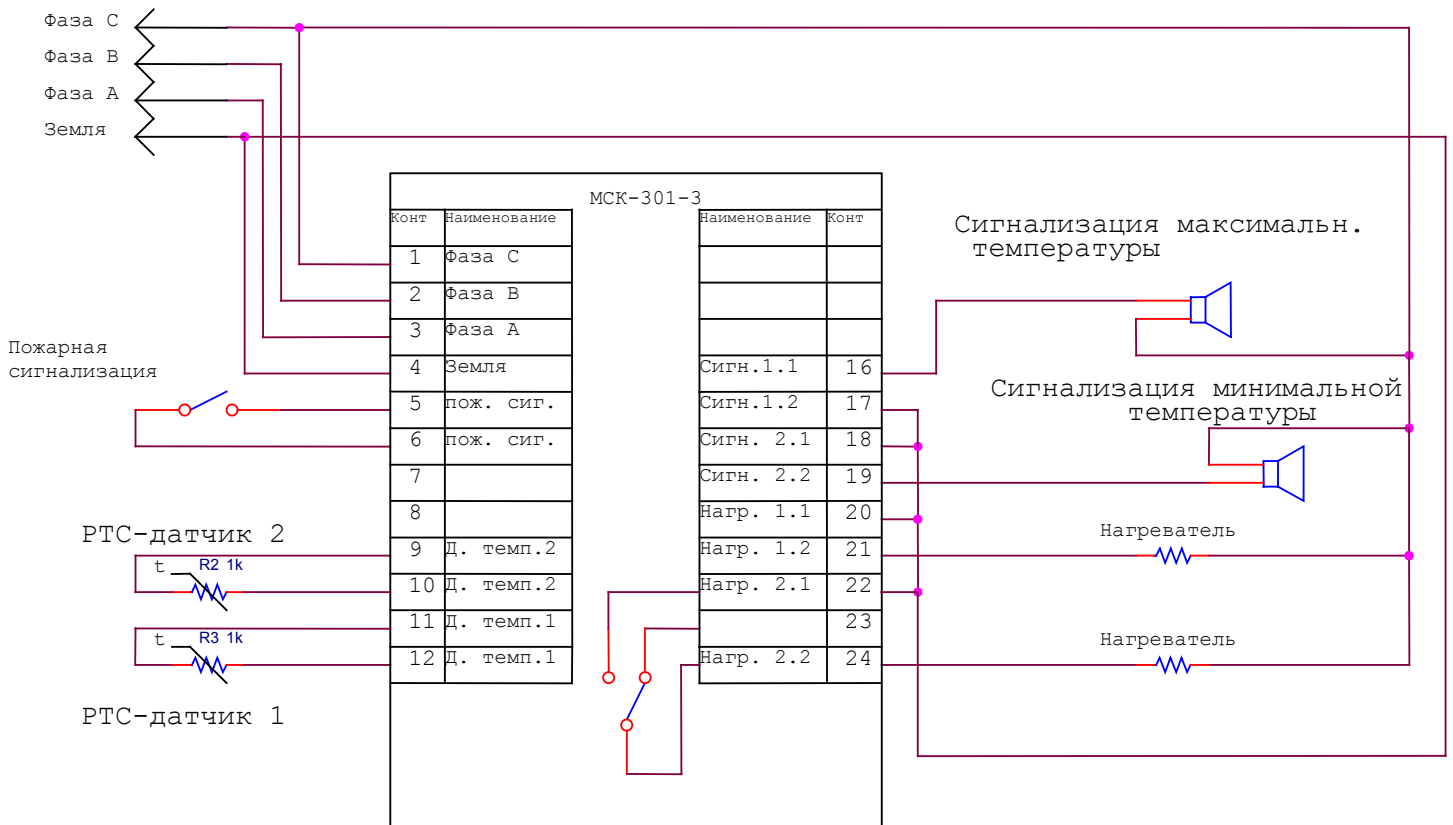 Фаза С
Фаза В
Фаза А
Земля
МСК-301-3
Конт Наименование
Наименование Конт
1 Фаза С
2 Фаза В
3 Фаза А
4 Земля
5 пож. сиг.
6 пож. сиг.
7
8
9 Д. темп.2
10 Д. темп.2
11 Д. темп.1
12 Д. темп.1
Сигн.1.1 16
Сигн.1.2 17
Сигн. 2.1 18
Сигн. 2.2 19
Нагр. 1.1 20
Нагр. 1.2 21
Нагр. 2.1 22
23
Нагр. 2.2 24
Пожарная
сигнализация
РТС-датчик 2
t R2 1k
t R3 1k
РТС-датчик 1
Сигнализация максимальн.
температуры
Сигнализация минимальной
температуры
Нагреватель
Нагреватель